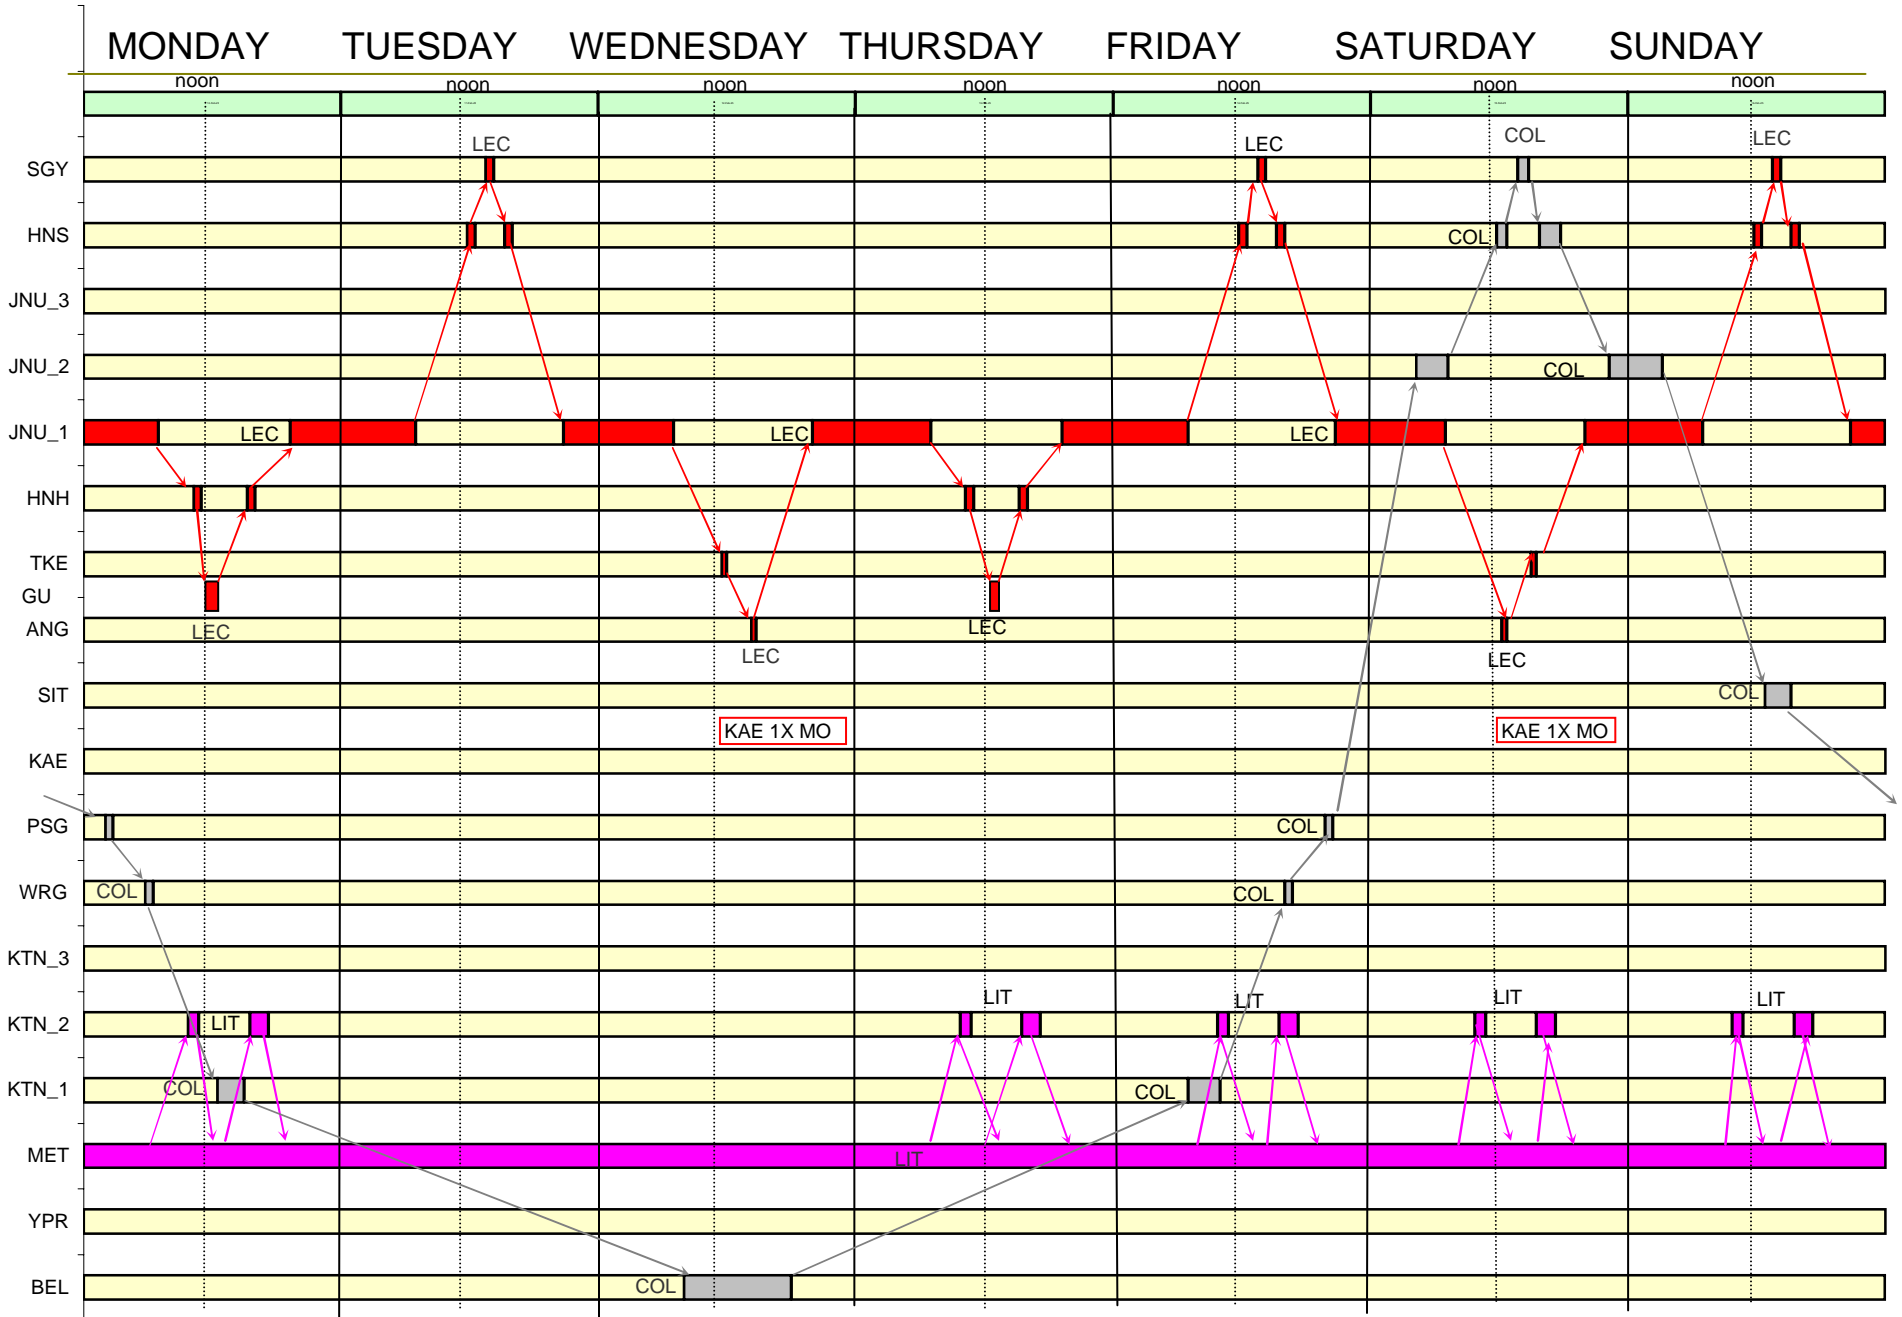 MONDAY TUESDAY WEDNESDAY THURSDAY FRIDAY SATURDAY SUNDAY
noon noon noon noon noon noon noon
LEC LEC COL LEC
SGY
HNS COL
JNU_3
JNU_2 COL
JNU_1 LEC LEC LEC
HNH
TKE
GU
ANG LEC LEC
LEC LEC
SIT COL
KAE 1X MO KAE 1X MO
KAE
PSG COL
WRG COL COL
KTN_3
LIT LIT LIT LIT
KTN_2 LIT
KTN_1 COL COL
MET LIT
YPR
BEL COL